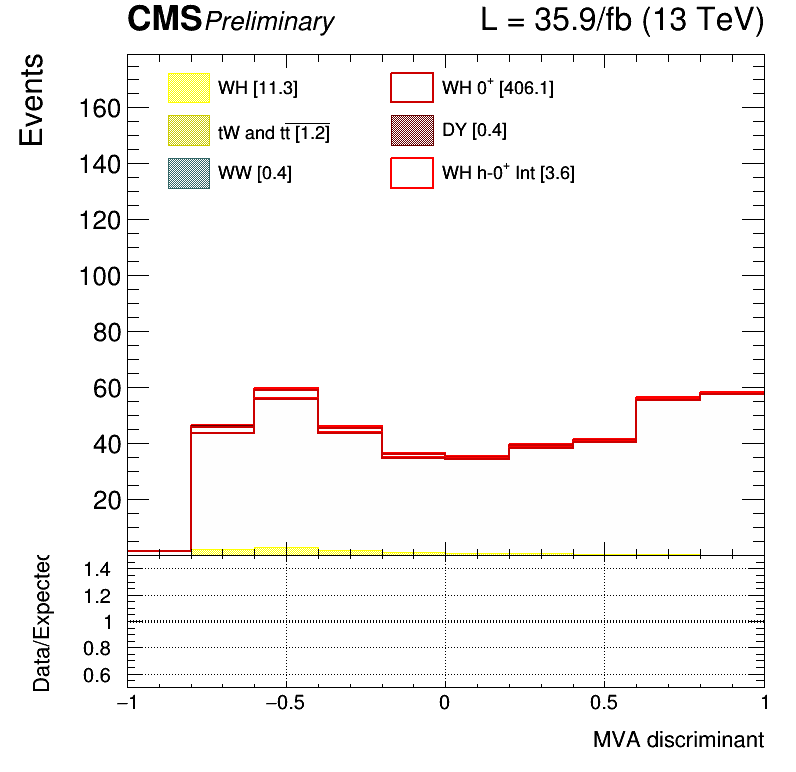 CMS Preliminary L = 35.9/fb (13 TeV)
Events
WH [11.3] WH 0+ [406.1]
tW and tt [1.2] DY [0.4]
WW [0.4] WH h-0+ Int [3.6]
160
140
120
100
80
60
40
20
Data/Expected
1.4
1.2
1
0.8
0.6
−1 −0.5 0 0.5 1
MVA discriminant